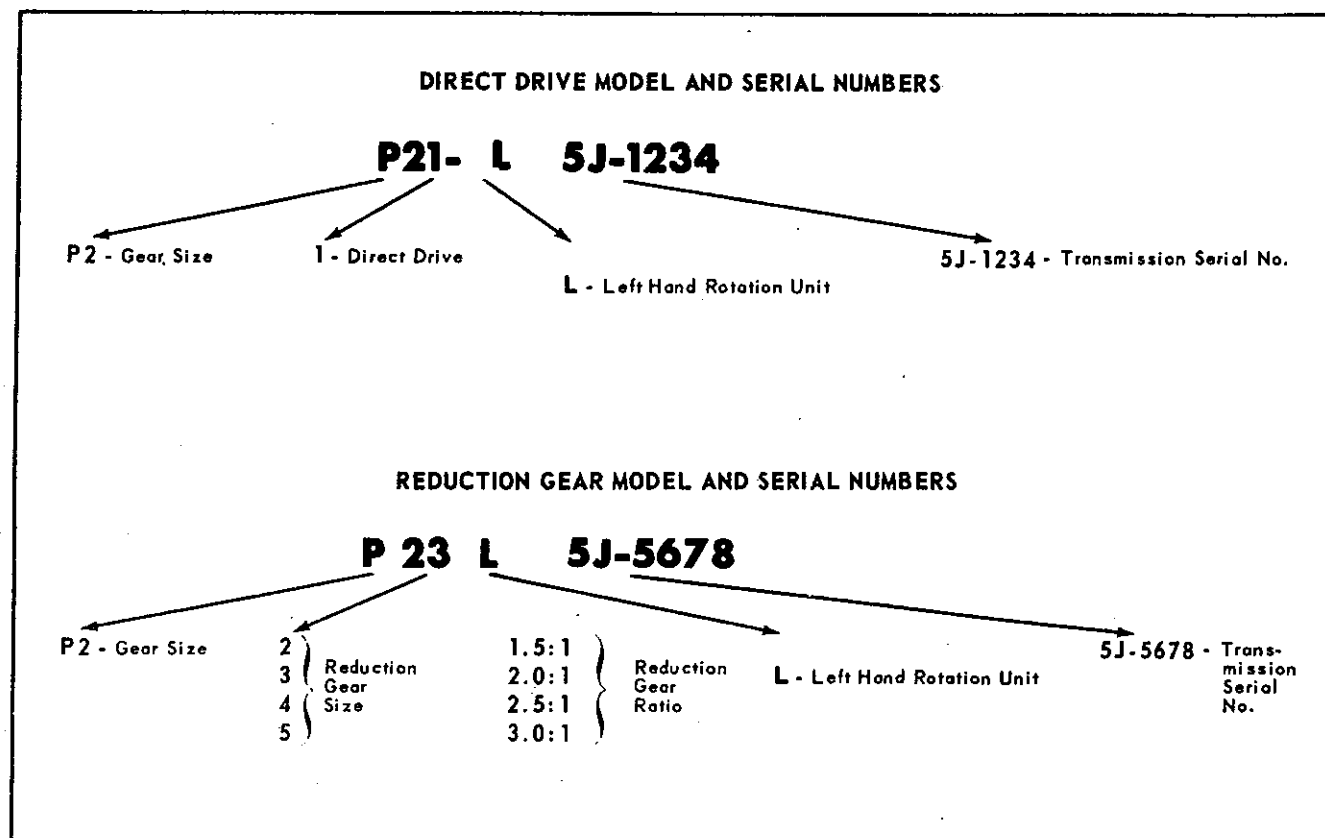 DIRECT DRIVE MODEL AND SERIAL NUMBERS
P21- L 5J-1234
P2 - Gear, Size
1 - Direct Drive
L - Left Hand Rotation Unit
5J-1234 - Transmission Serial No.
REDUCTION GEAR MODEL AND SERIAL NUMBERS
P 23 L 5J-5678
P2 - Gear Size
2
3
4
5
Reduction
Gear
Size
1.5:1
2.0:1
2.5:1
3.0:1
Reduction
Gear
Ratio
L - Left Hand Rotation Unit
5J-5678 - Trans-
mission
Serial
No.